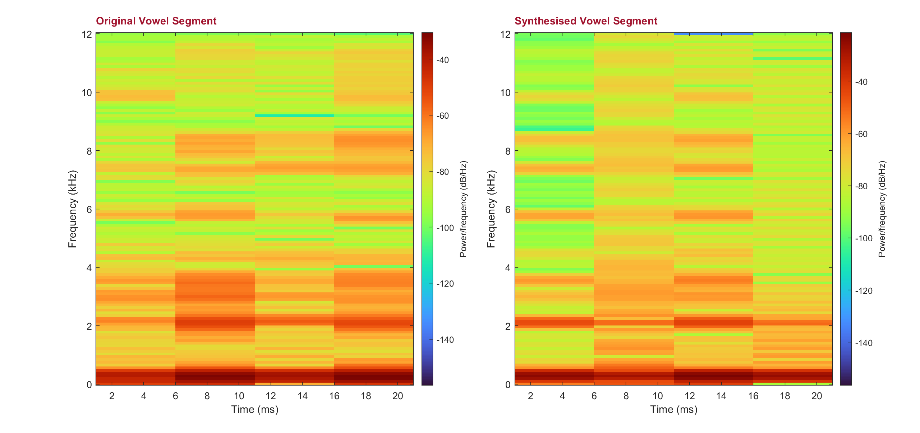 Original Vowel Segment
Synthesised Vowel Segment
12
10
8
6
4
2
0
Frequency (kHz)
2 4 6 8 10 12 14 16 18 20
Time (ms)
-40
-60
-80
-100
-120
-140
Power/frequency (dB/Hz)
12
10
8
6
4
2
0
Frequency (kHz)
2 4 6 8 10 12 14 16 18 20
Time (ms)
-40
-60
-80
-100
-120
-140
Power/frequency (dB/Hz)